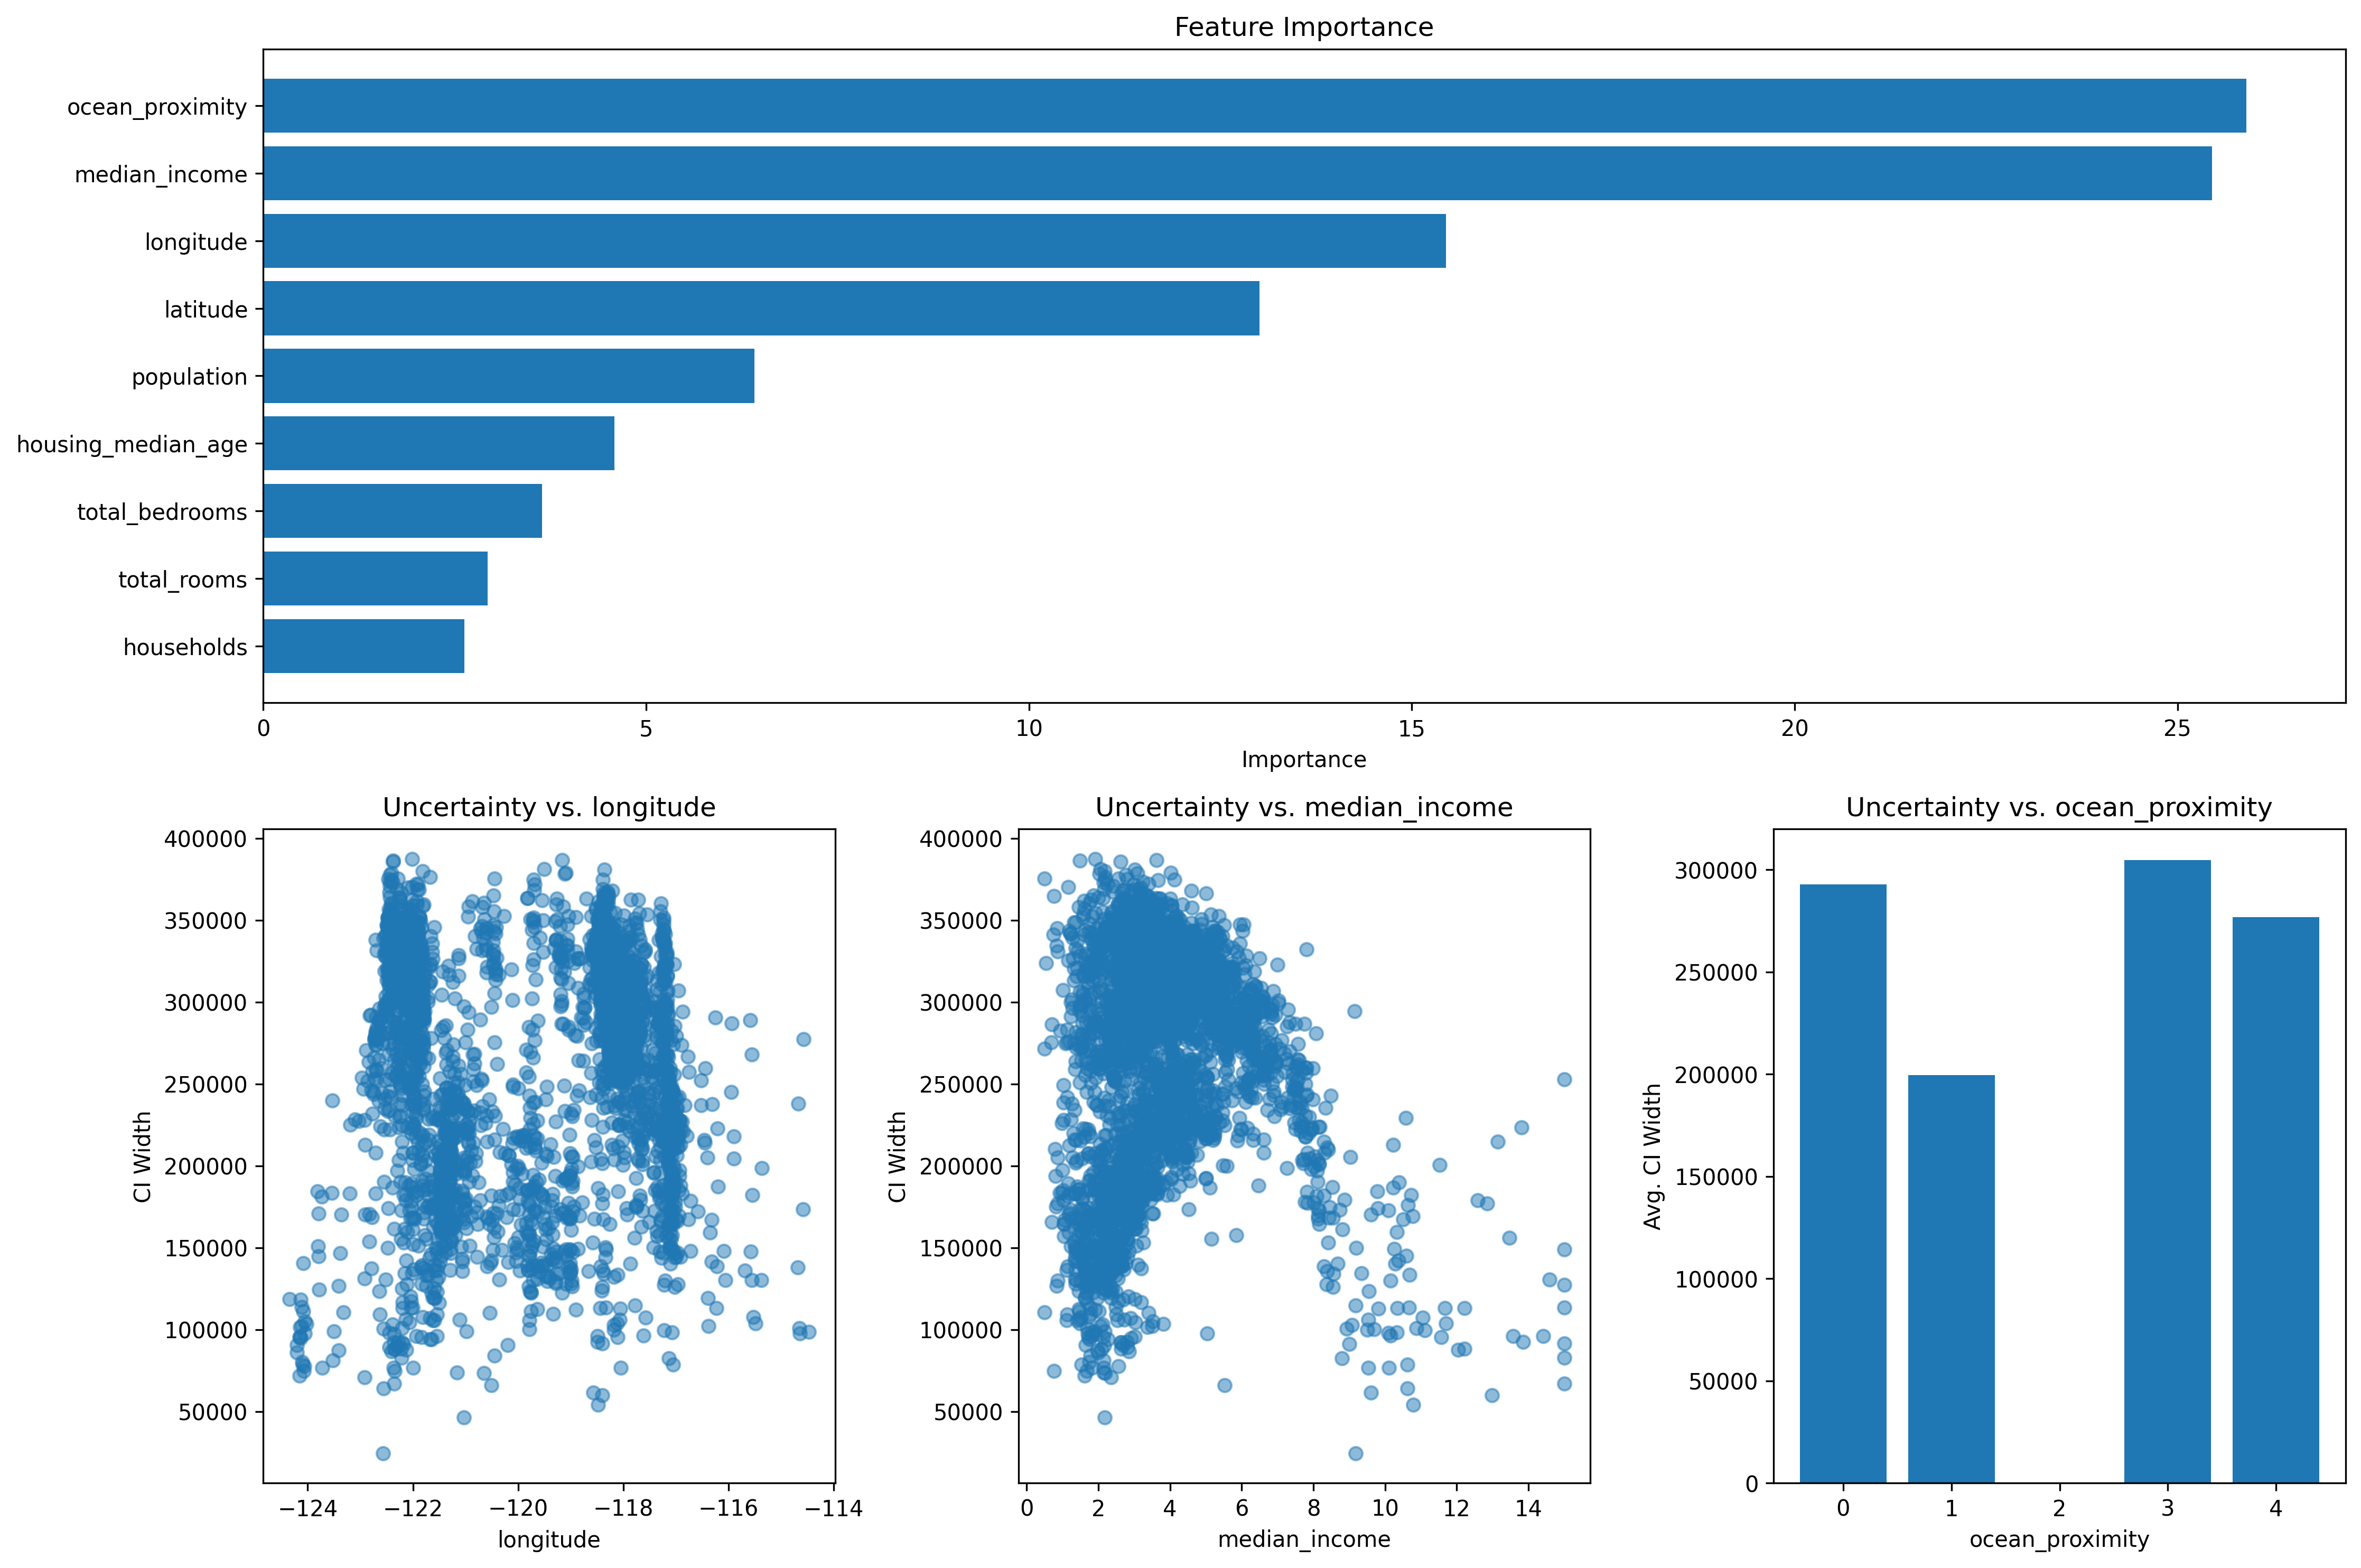 Feature Importance
ocean_proximity
median_income
longitude
latitude
population
housing_median_age
total_bedrooms
total_rooms
households
0 5 10 15 20 25
Importance
Uncertainty vs. longitude
400000
350000
300000
250000
200000
150000
100000
50000
CI Width
−124 −122 −120 −118 −116 −114
longitude
Uncertainty vs. median_income
400000
350000
300000
250000
200000
150000
100000
50000
CI Width
0 2 4 6 8 10 12 14
median_income
Uncertainty vs. ocean_proximity
300000
250000
200000
150000
100000
50000
0
Avg. CI Width
0 1 2 3 4
ocean_proximity